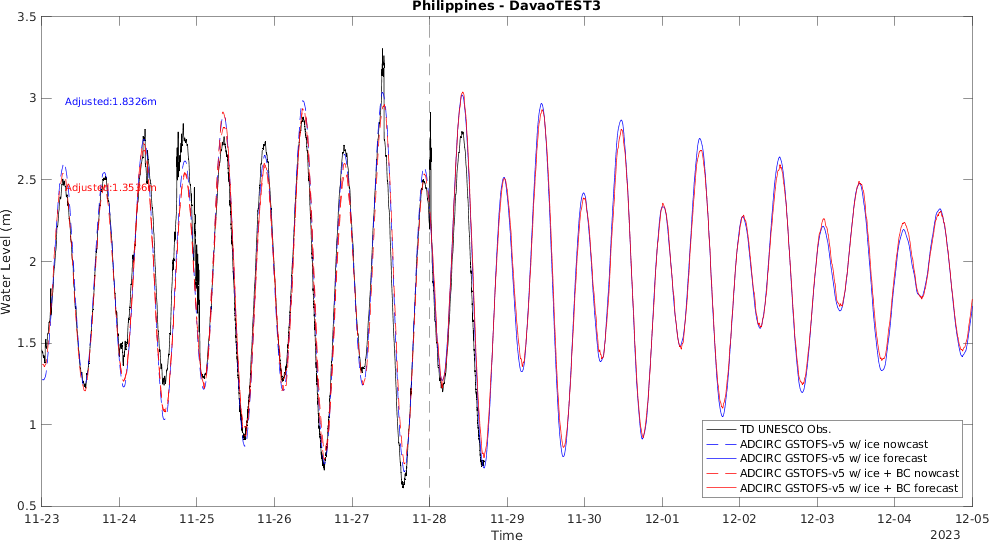 Philippines - DavaoTEST3
3.5
3
2.5
2
1.5
1
0.5
Water Level (m)
Adjusted:1.8326m
Adjusted:1.3536m
TD UNESCO Obs.
ADCIRC GSTOFS-v5 w/ ice nowcast
ADCIRC GSTOFS-v5 w/ ice forecast
ADCIRC GSTOFS-v5 w/ ice + BC nowcast
ADCIRC GSTOFS-v5 w/ ice + BC forecast
11-23 11-24 11-25 11-26 11-27 11-28 11-29 11-30 12-01 12-02 12-03 12-04 12-05
Time
2023